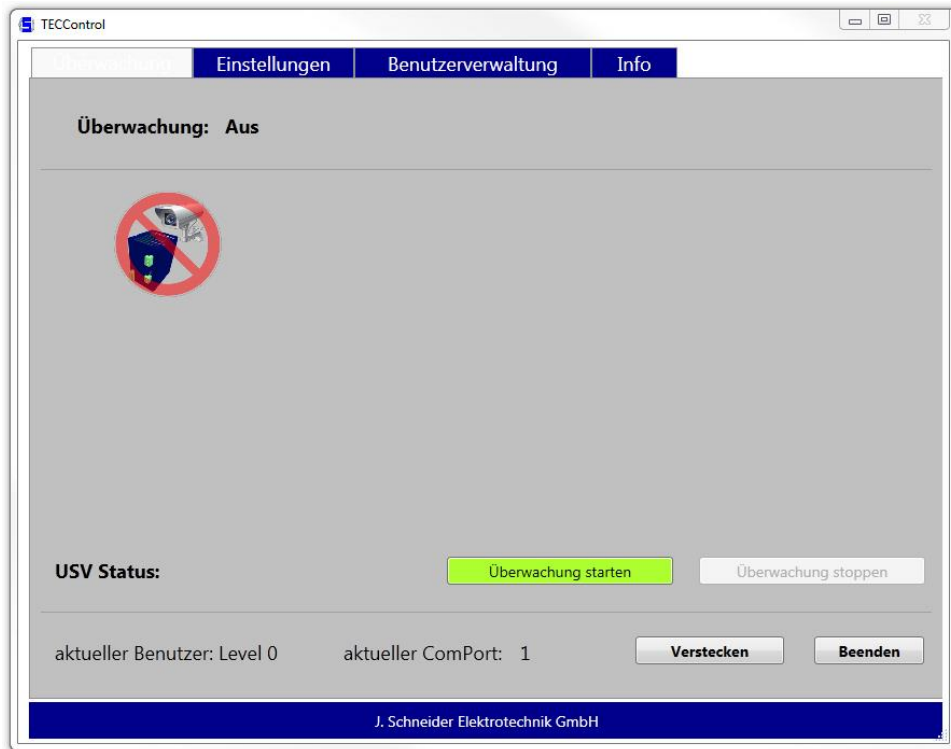 TECControl
Überwachung Einstellungen Benutzerverwaltung Info
Überwachung: Aus
USV Status: Überwachung starten Überwachung stoppen
aktueller Benutzer: Level 0 aktueller ComPort: 1 Verstecken Beenden
J. Schneider Elektrotechnik GmbH